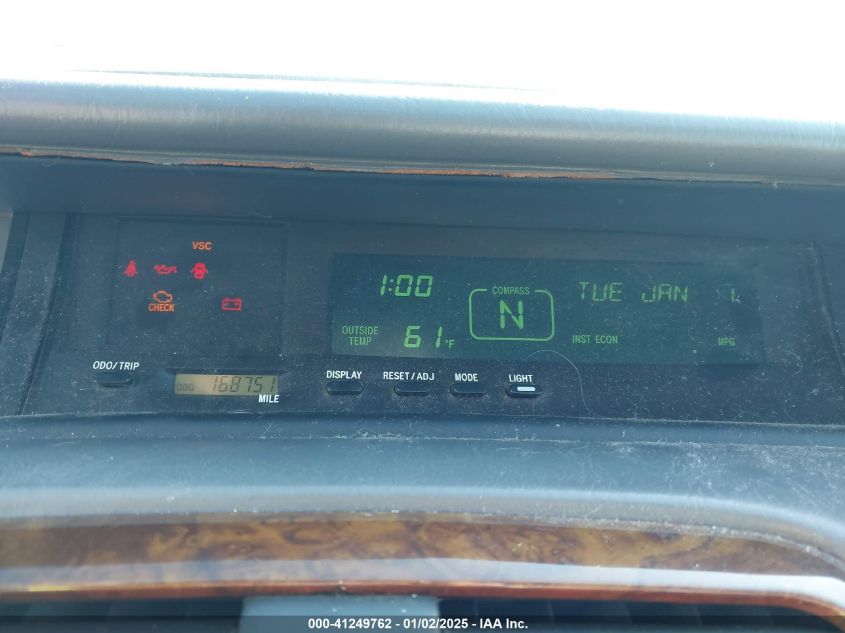 VSC
CHECK
1:00
COMPASS
N
TUE JAN 1
OUTSIDE
TEMP
61°F
INST ECON
MPG
ODO/TRIP
ODO 168751
MILE
DISPLAY
RESET/ADJ
MODE
LIGHT
000-41249762 - 01/02/2025 - IAA Inc.